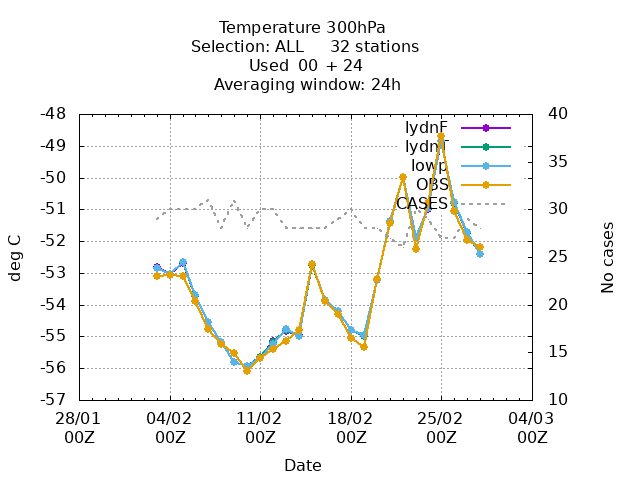 Temperature 300hPa
Selection: ALL 32 stations
Used 00 + 24
Averaging window: 24h
deg C
-48
-49
-50
-51
-52
-53
-54
-55
-56
-57
lydnF
lowp
OBS
CASES
40
35
30
25
20
15
10
No cases
28/01 04/02 11/02 18/02 25/02 04/03
00Z 00Z 00Z 00Z 00Z 00Z
Date